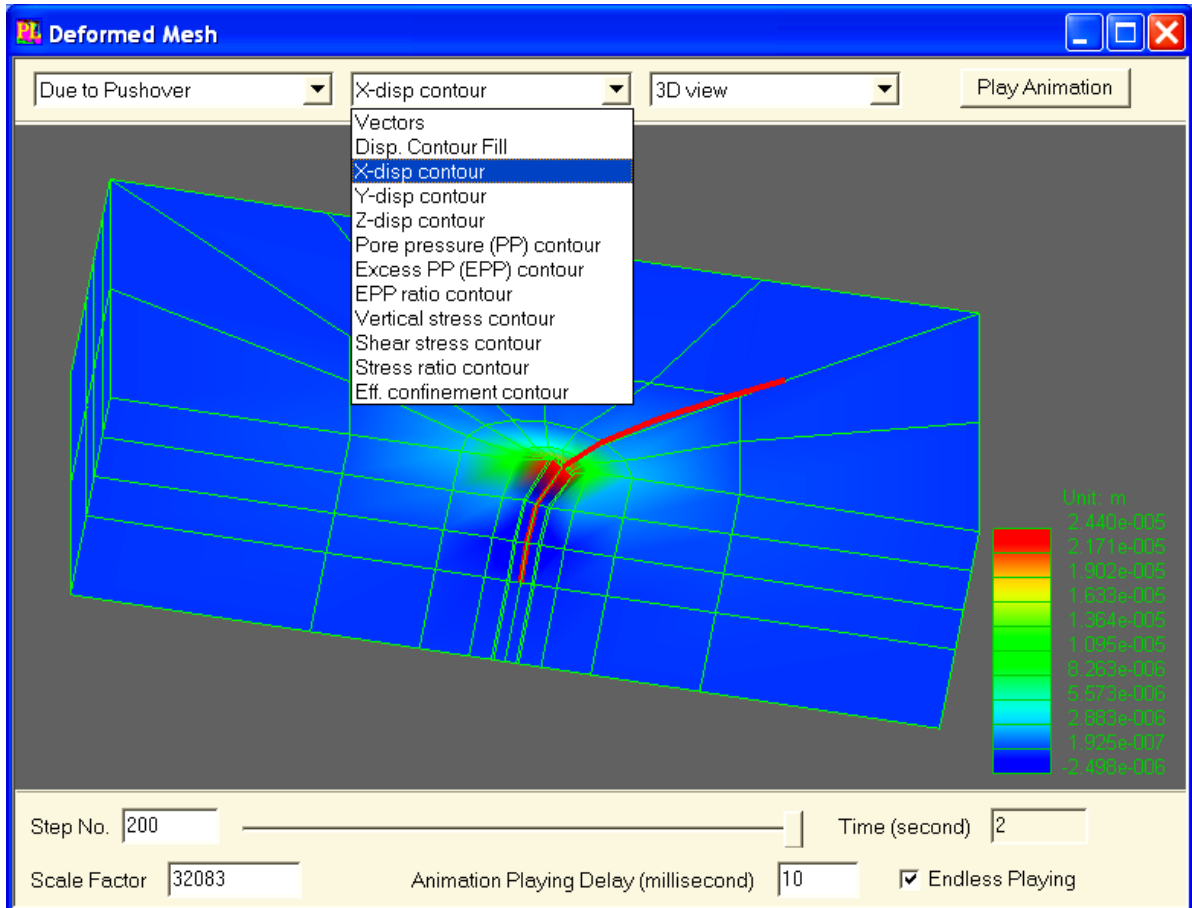 PL Deformed Mesh
Due to Pushover X-disp contour 3D view Play Animation
Vectors
Disp. Contour Fill
X-disp contour
Y-disp contour
Z-disp contour
Pore pressure (PP) contour
Excess PP (EPP) contour
EPP ratio contour
Vertical stress contour
Shear stress contour
Stress ratio contour
Eff. confinement contour
Unit: m
2.440e-005
2.171e-005
1.902e-005
1.633e-005
1.364e-005
1.095e-005
8.263e-006
5.573e-006
2.883e-006
1.925e-007
-2.498e-006
Step No. 200 Time (second) 2
Scale Factor 32083 Animation Playing Delay (millisecond) 10 Endless Playing